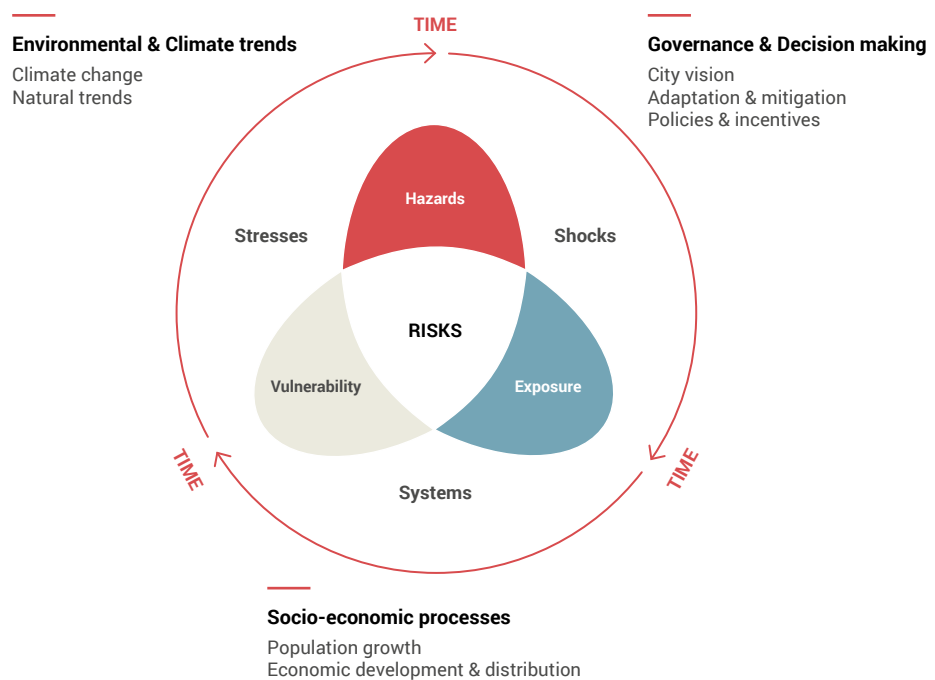 TIME
Environmental & Climate trends
Climate change
Natural trends
Governance & Decision making
City vision
Adaptation & mitigation
Policies & incentives
Hazards
Stresses
Shocks
RISKS
Vulnerability
Exposure
TIME
TIME
Systems
Socio-economic processes
Population growth
Economic development & distribution